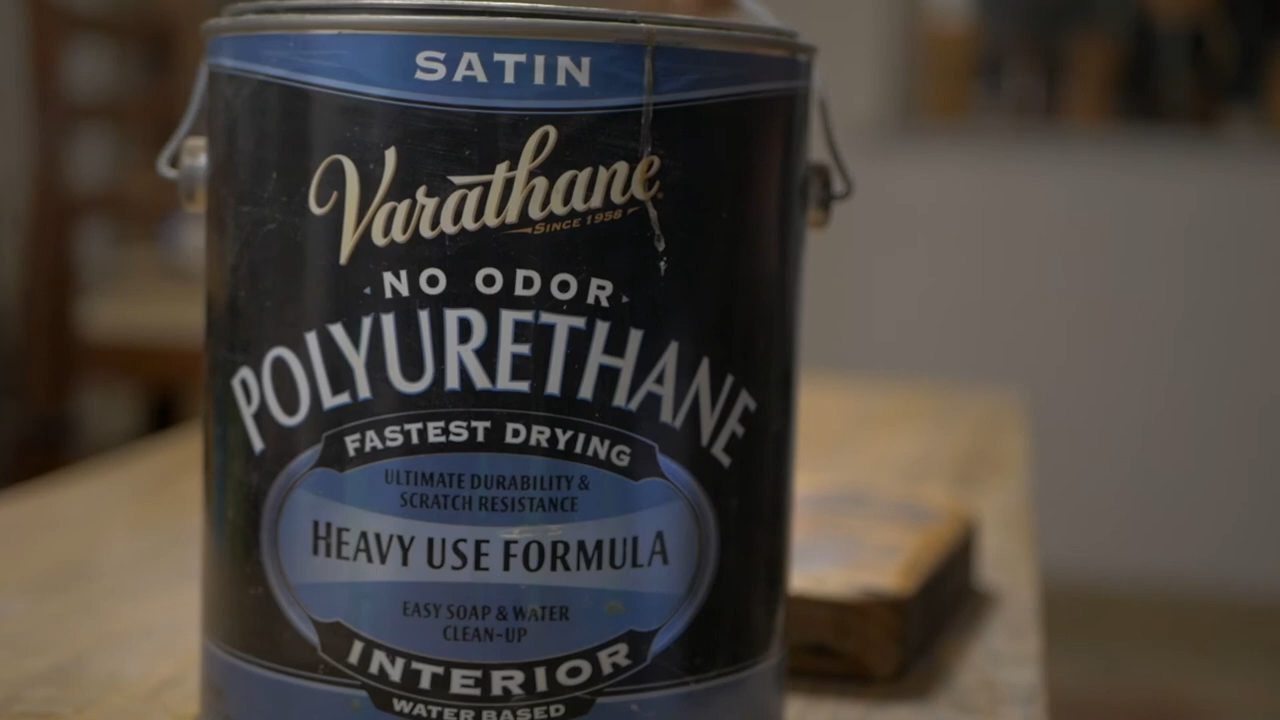 SATIN
Varathane
SINCE 1958
NO ODOR
POLYURETHANE
FASTEST DRYING
ULTIMATE DURABILITY &
SCRATCH RESISTANCE
HEAVY USE FORMULA
EASY SOAP & WATER
CLEAN-UP
INTERIOR
WATER BASED